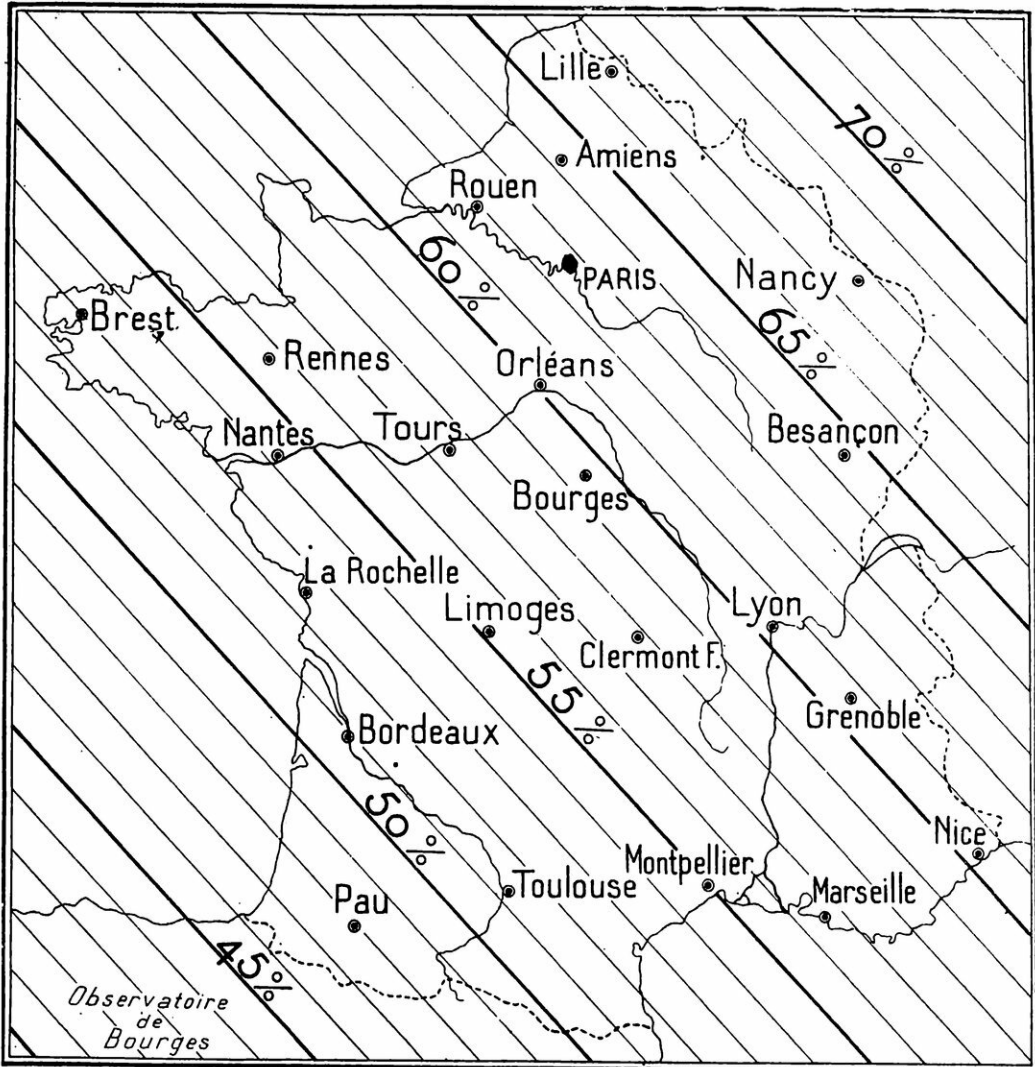 Lille
70%
Amiens
Rouen
60%
PARIS
Nancy
65%
Brest
Rennes
Orléans
Nantes
Tours
Besançon
Bourges
La Rochelle
Limoges
Lyon
Clermont F.
55%
Grenoble
Bordeaux
50%
Nice
Montpellier
Toulouse
Marseille
Pau
45%
Observatoire
de
Bourges